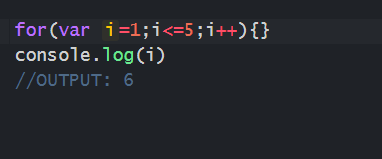 for(var i=1;i<=5;i++){}
console.log(i)
//OUTPUT: 6